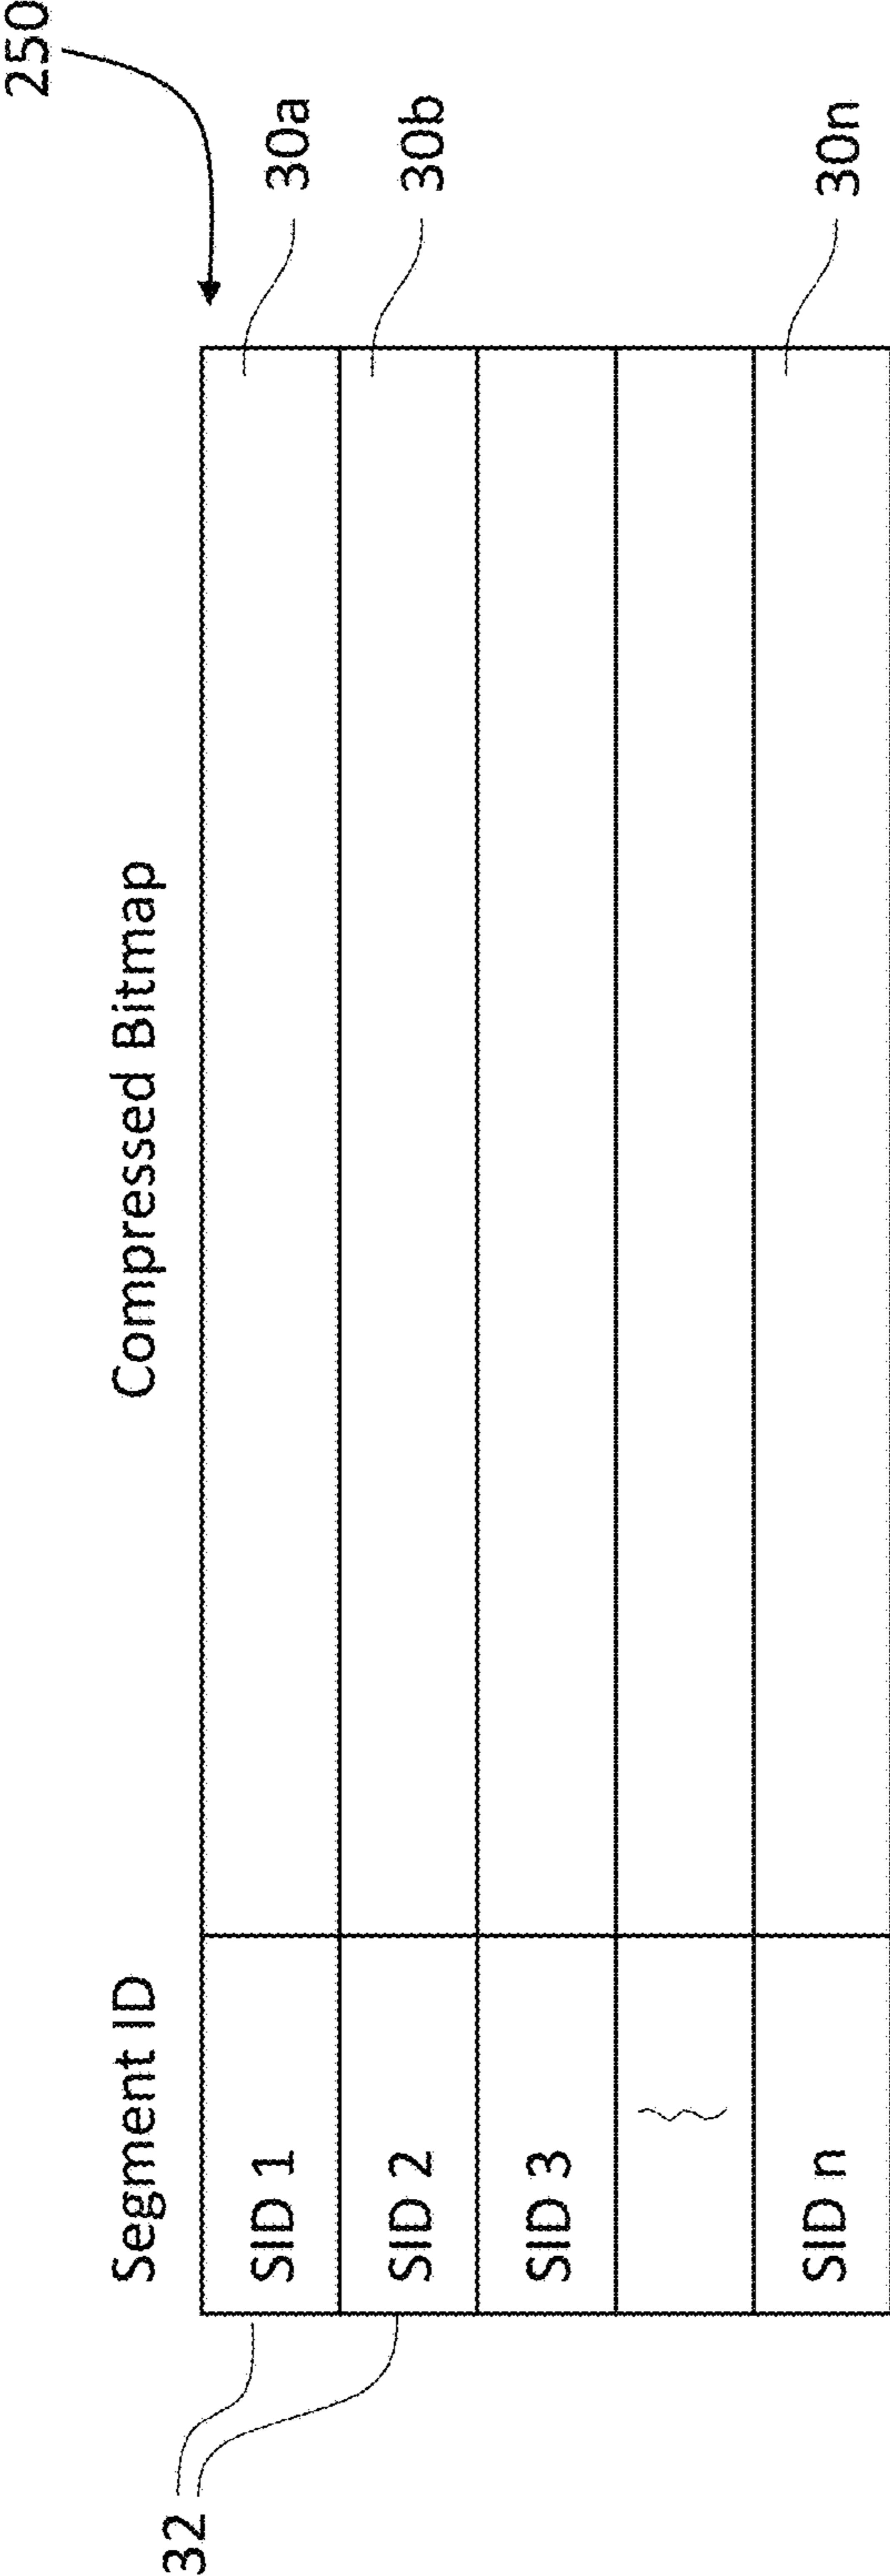 250
Segment ID Compressed Bitmap
32 SID 1 30a
SID 2 30b
SID 3
SID n 30n